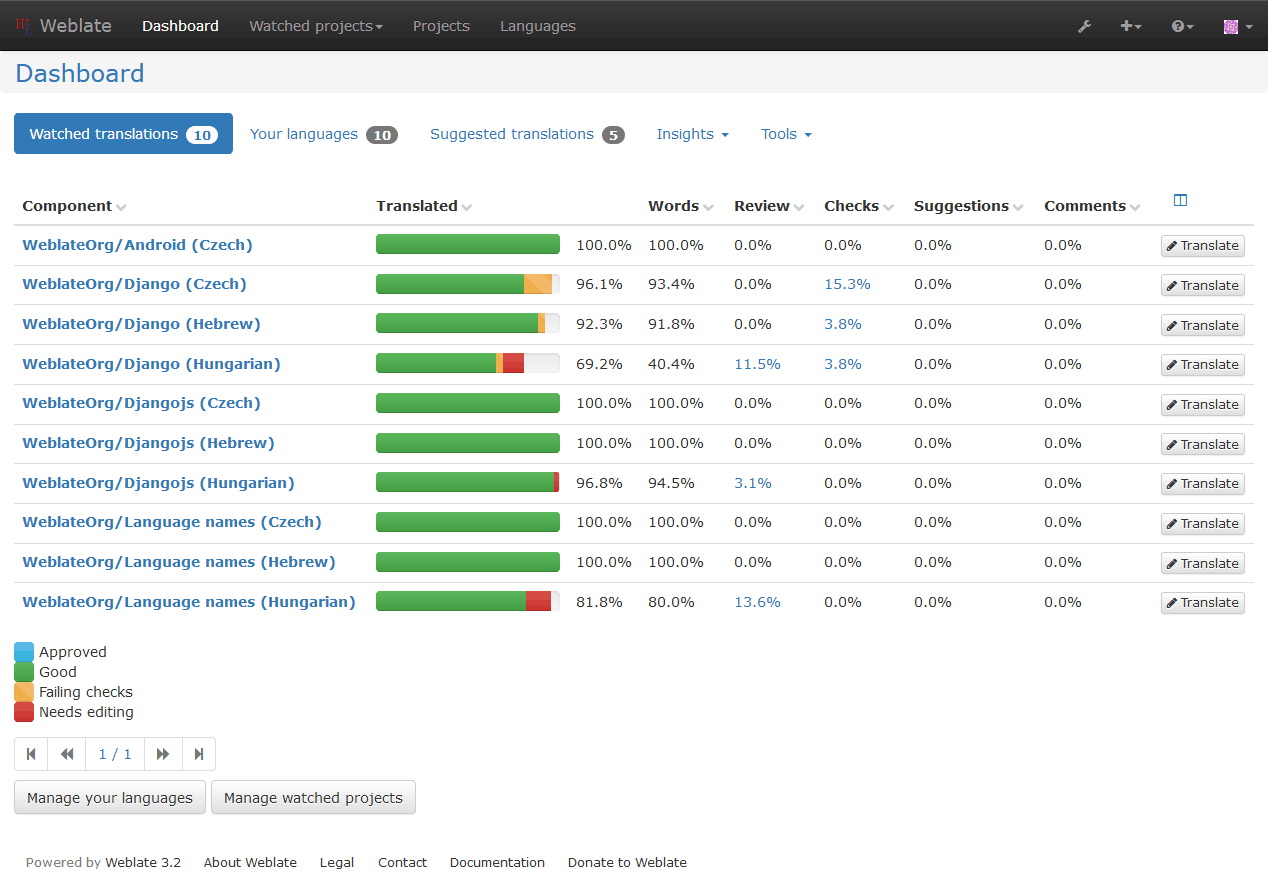 Weblate Dashboard Watched projects Projects Languages
Dashboard
Watched translations 10 Your languages 10 Suggested translations 5 Insights Tools
Component Translated Words Review Checks Suggestions Comments
WeblateOrg/Android (Czech) 100.0% 100.0% 0.0% 0.0% 0.0% 0.0% Translate
WeblateOrg/Django (Czech) 96.1% 93.4% 0.0% 15.3% 0.0% 0.0% Translate
WeblateOrg/Django (Hebrew) 92.3% 91.8% 0.0% 3.8% 0.0% 0.0% Translate
WeblateOrg/Django (Hungarian) 69.2% 40.4% 11.5% 3.8% 0.0% 0.0% Translate
WeblateOrg/Djangojs (Czech) 100.0% 100.0% 0.0% 0.0% 0.0% 0.0% Translate
WeblateOrg/Djangojs (Hebrew) 100.0% 100.0% 0.0% 0.0% 0.0% 0.0% Translate
WeblateOrg/Djangojs (Hungarian) 96.8% 94.5% 3.1% 0.0% 0.0% 0.0% Translate
WeblateOrg/Language names (Czech) 100.0% 100.0% 0.0% 0.0% 0.0% 0.0% Translate
WeblateOrg/Language names (Hebrew) 100.0% 100.0% 0.0% 0.0% 0.0% 0.0% Translate
WeblateOrg/Language names (Hungarian) 81.8% 80.0% 13.6% 0.0% 0.0% 0.0% Translate
Approved
Good
Failing checks
Needs editing
1 / 1
Manage your languages Manage watched projects
Powered by Weblate 3.2 About Weblate Legal Contact Documentation Donate to Weblate